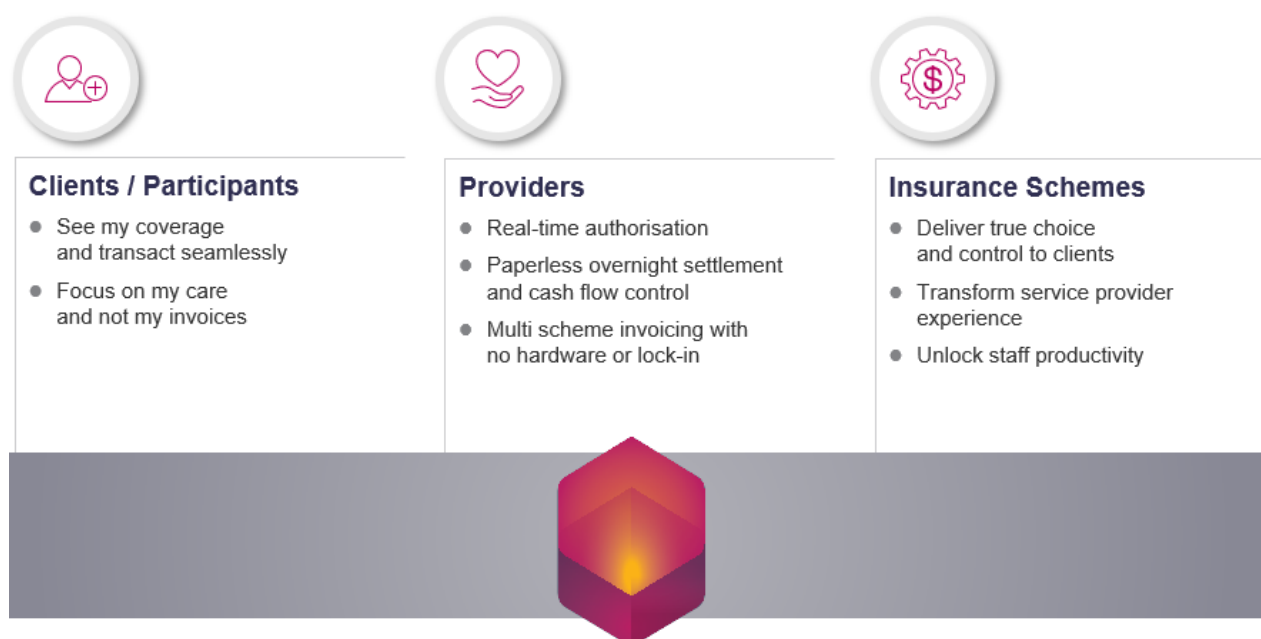 Clients / Participants
See my coverage
and transact seamlessly
Focus on my care
and not my invoices
Providers
Real-time authorisation
Paperless overnight settlement
and cash flow control
Multi scheme invoicing with
no hardware or lock-in
$
Insurance Schemes
Deliver true choice
and control to clients
Transform service provider
experience
Unlock staff productivity